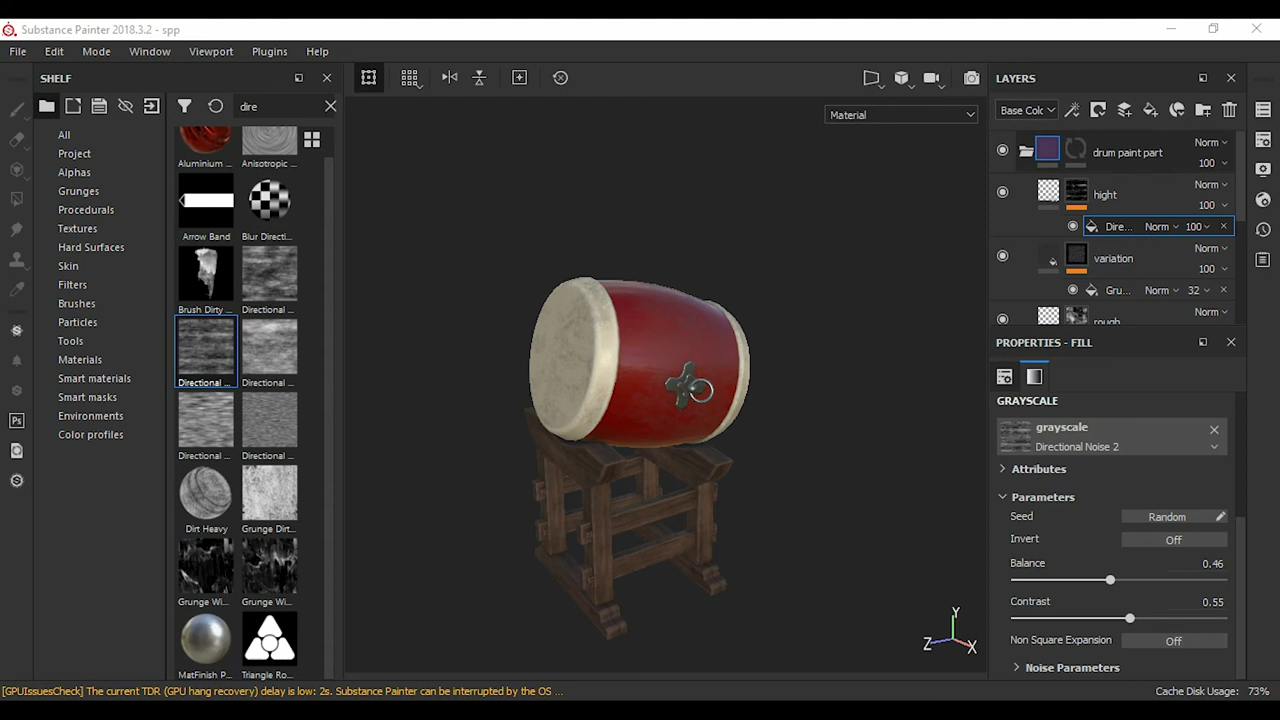 Substance Painter 2018.3.2 - spp
File Edit Mode Window Viewport Plugins Help
SHELF
dire
All
Project
Alphas
Grunges
Procedurals
Textures
Hard Surfaces
Skin
Filters
Brushes
Particles
Tools
Materials
Smart materials
Smart masks
Environments
Color profiles
Aluminium ... Anisotropic ...
Arrow Band Blur Directi...
Brush Dirty ... Directional ...
Directional ... Directional ...
Directional ... Directional ...
Dirt Heavy Grunge Dirt...
Grunge Wi... Grunge Wi...
MatFinish P... Triangle Ro...
Ps
Material
Y
Z X
LAYERS
Base Col
drum paint part Norm
100
hight Norm
100
Dire... Norm 100
variation Norm
100
Gru... Norm 32
rough Norm
PROPERTIES - FILL
GRAYSCALE
grayscale
Directional Noise 2
Attributes
Parameters
Seed Random
Invert Off
Balance 0.46
Contrast 0.55
Non Square Expansion Off
Noise Parameters
[GPUIssuesCheck] The current TDR (GPU hang recovery) delay is low: 2s. Substance Painter can be interrupted by the OS ...
Cache Disk Usage: 73%